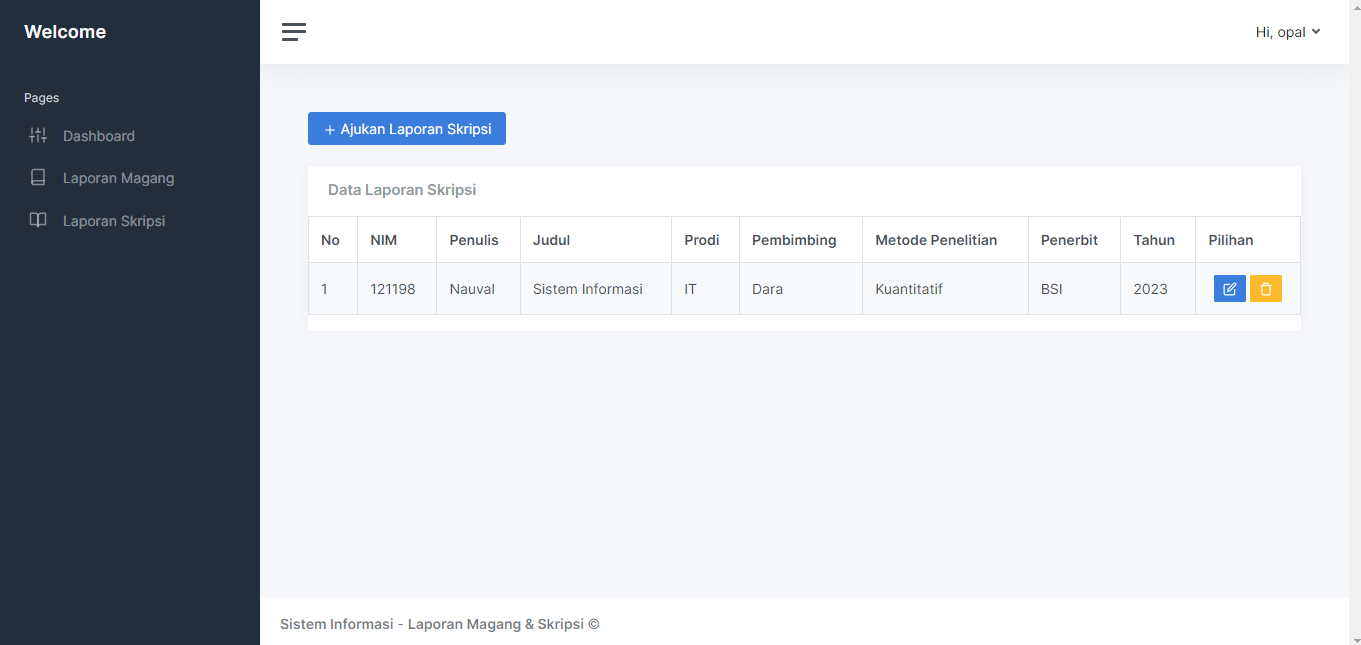 Welcome
Hi, opal
Pages
Dashboard
Laporan Magang
Laporan Skripsi
+ Ajukan Laporan Skripsi
Data Laporan Skripsi
No NIM Penulis Judul Prodi Pembimbing Metode Penelitian Penerbit Tahun Pilihan
1 121198 Nauval Sistem Informasi IT Dara Kuantitatif BSI 2023
Sistem Informasi - Laporan Magang & Skripsi ©